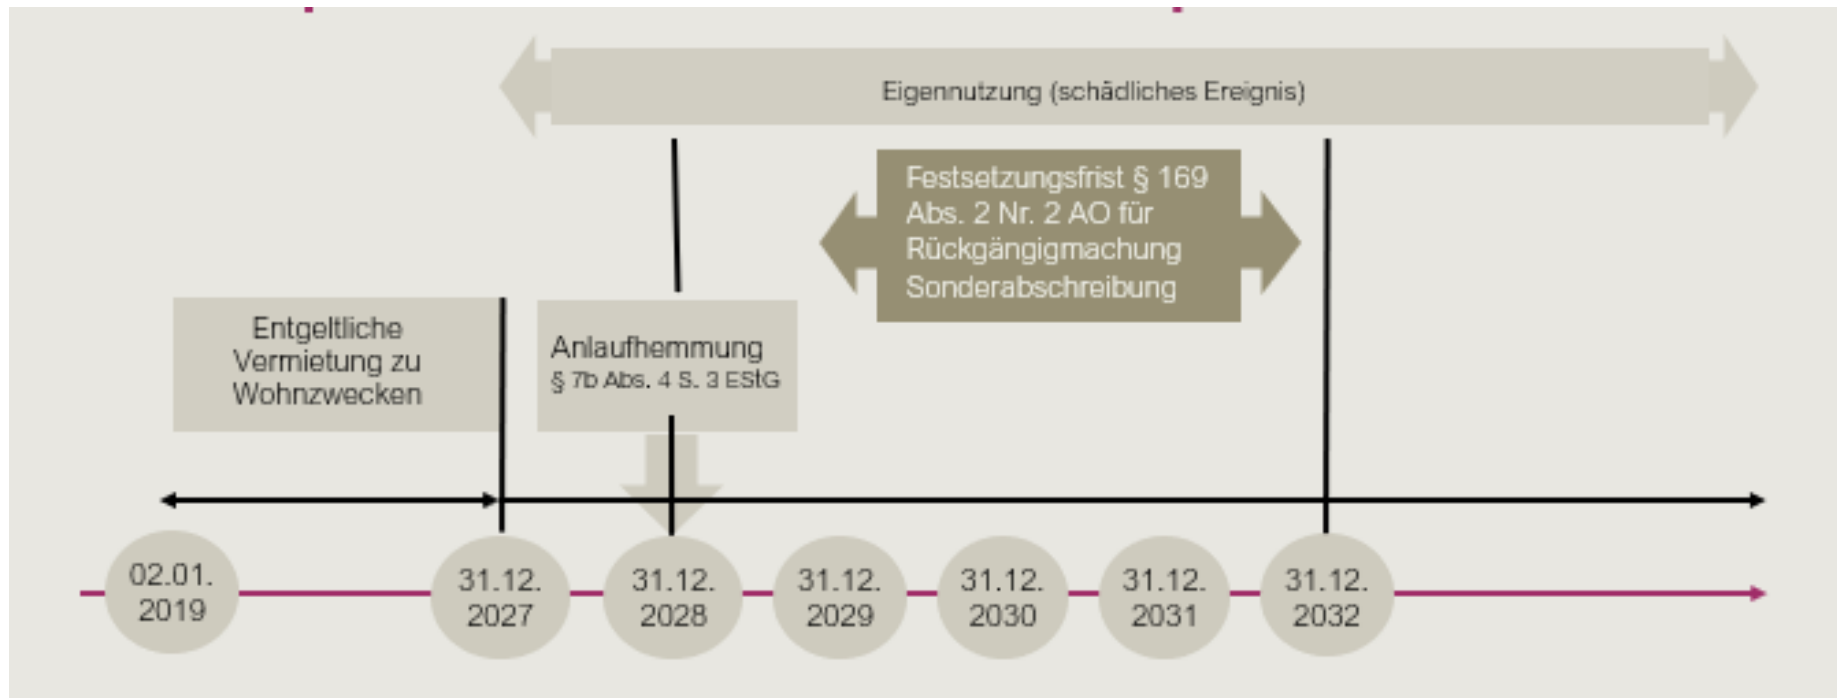 Eigennutzung (schädliches Ereignis)
Festsetzungsfrist § 169
Abs. 2 Nr. 2 AO für
Rückgängigmachung
Sonderabschreibung
Entgeltliche
Vermietung zu
Wohnzwecken
Anlaufhemmung
§ 7b Abs. 4 S. 3 EStG
02.01.
2019
31.12.
2027
31.12.
2028
31.12.
2029
31.12.
2030
31.12.
2031
31.12.
2032